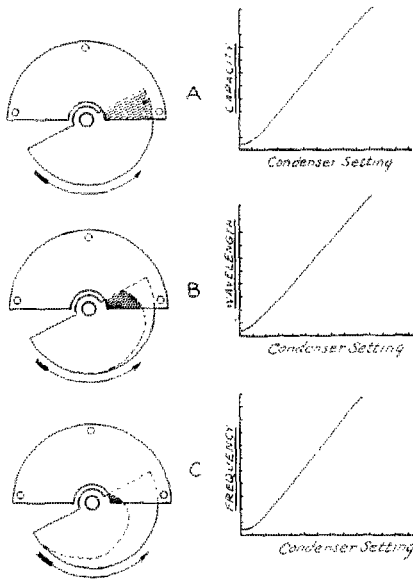 A
CAPACITY
Condenser Setting
B
WAVELENGTH
Condenser Setting
C
FREQUENCY
Condenser Setting